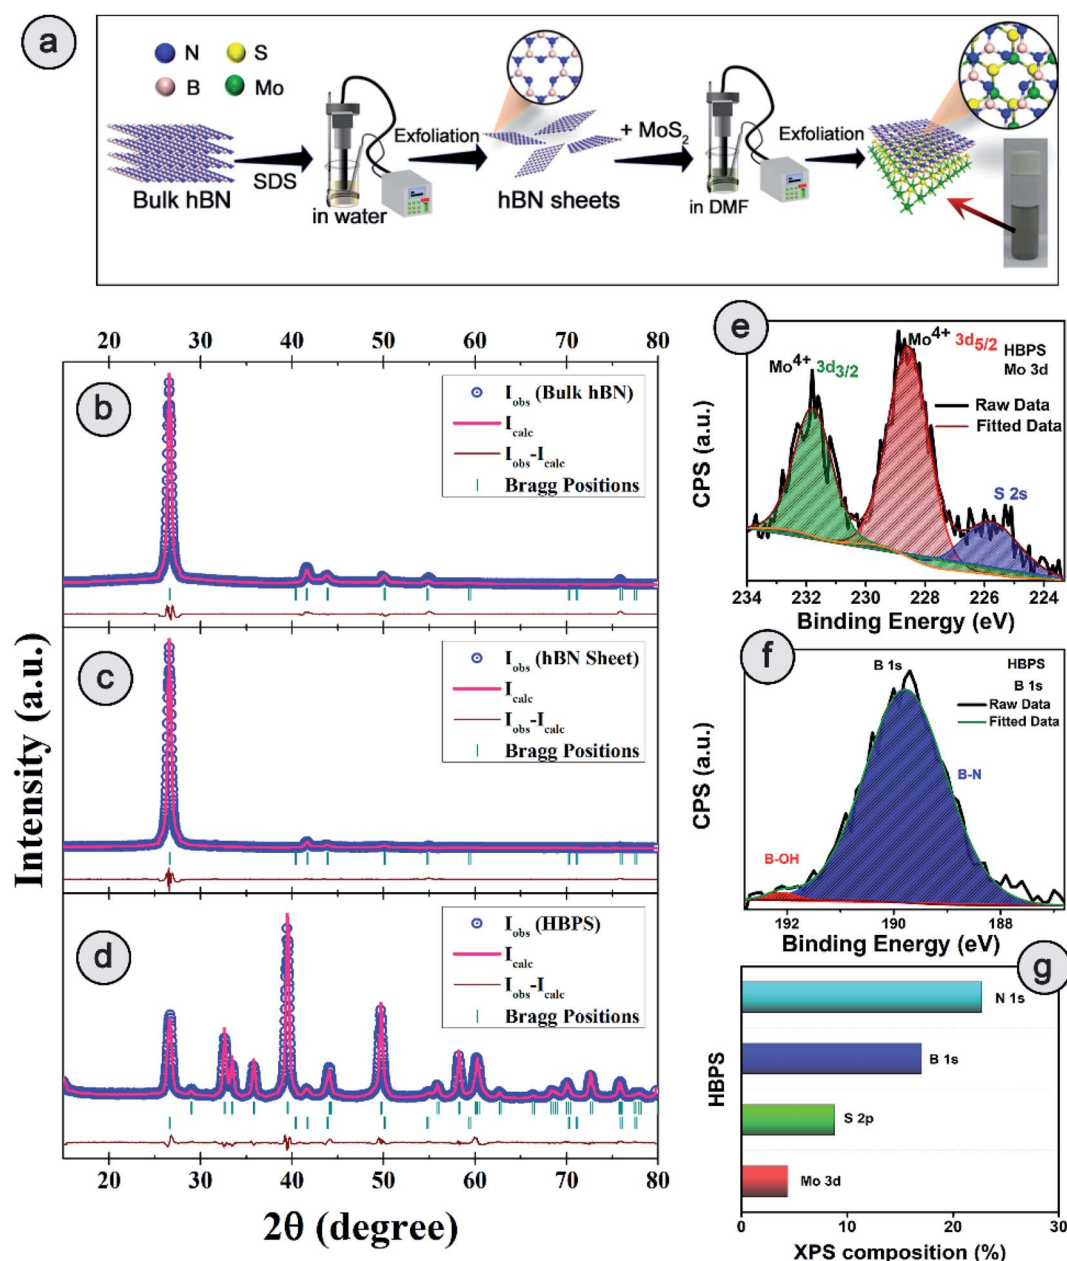 a
N
S
B
Mo
Bulk hBN
SDS
in water
Exfoliation
hBN sheets
+ MoS2
in DMF
Exfoliation
20 30 40 50 60 70 80
b
Iobs (Bulk hBN)
Icalc
Iobs-Icalc
Bragg Positions
c
Iobs (hBN Sheet)
Icalc
Iobs-Icalc
Bragg Positions
d
Iobs (HBPS)
Icalc
Iobs-Icalc
Bragg Positions
Intensity (a.u.)
20 30 40 50 60 70 80
2θ (degree)
e
Mo4+ 3d3/2
Mo4+ 3d5/2
HBPS
Mo 3d
Raw Data
Fitted Data
S 2s
CPS (a.u.)
234 232 230 228 226 224
Binding Energy (eV)
f
B 1s
HBPS
B 1s
Raw Data
Fitted Data
B-N
B-OH
CPS (a.u.)
192 190 188
Binding Energy (eV)
g
N 1s
B 1s
S 2p
Mo 3d
HBPS
0 10 20 30
XPS composition (%)